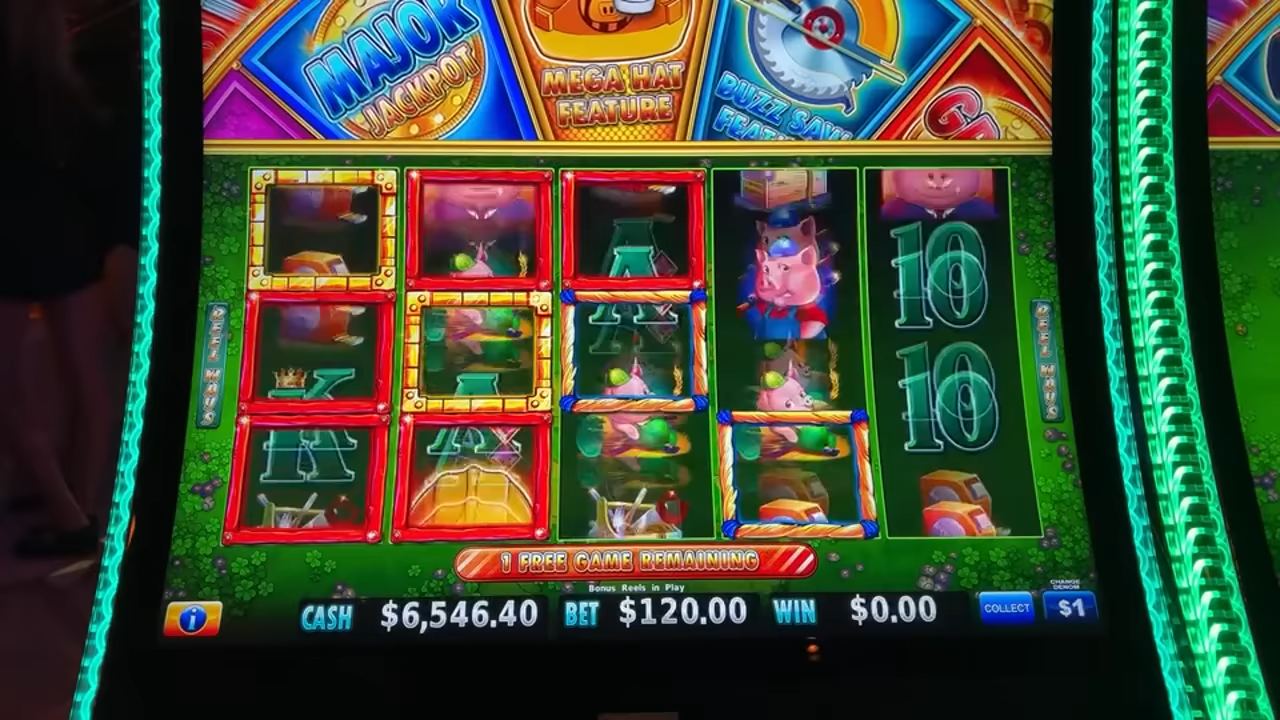 MAJOR
JACKPOT
MEGA HAT
FEATURE
BUZZ SAW
10
10
1 FREE GAME REMAINING
Bonus Reels in Play
CHANGE
DENOM
CASH $6,546.40 BET $120.00 WIN $0.00 COLLECT $1